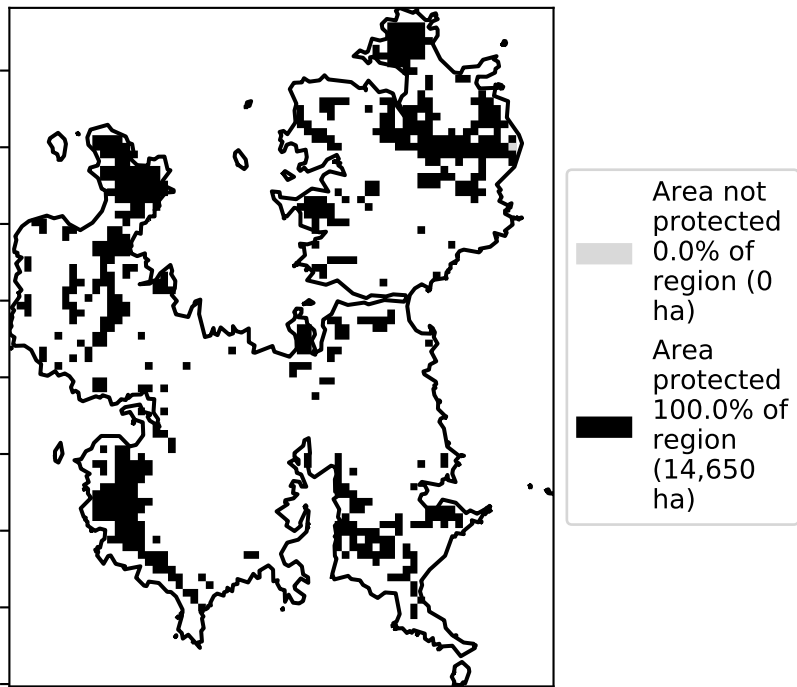 Area not
protected
0.0% of
region (0
ha)
Area
protected
100.0% of
region
(14,650
ha)